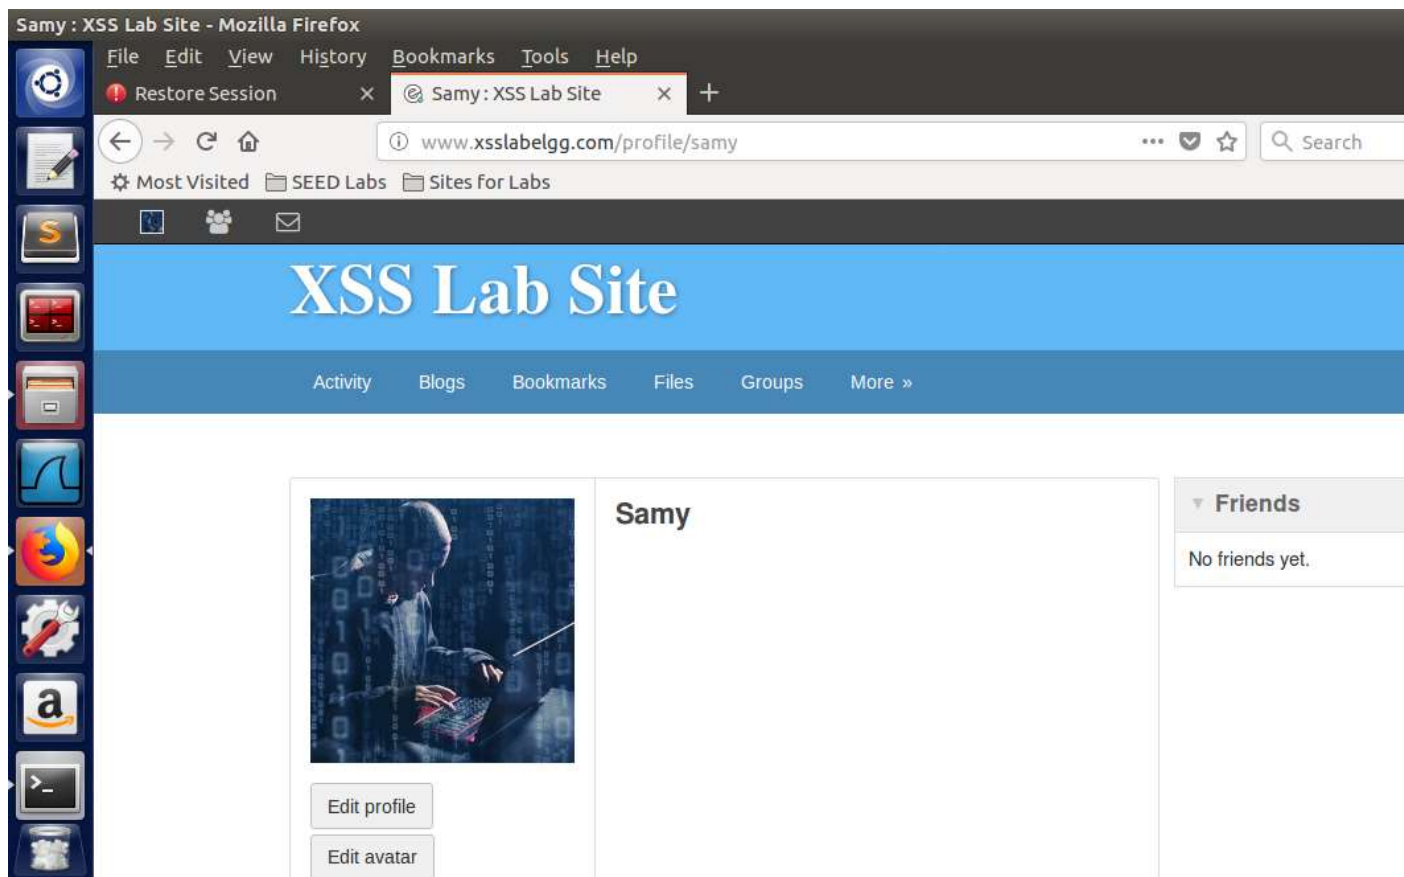 Samy : XSS Lab Site - Mozilla Firefox
File Edit View History Bookmarks Tools Help
Restore Session × Samy : XSS Lab Site × +
www.xsslabelgg.com/profile/samy ••• Search
Most Visited SEED Labs Sites for Labs
XSS Lab Site
Activity Blogs Bookmarks Files Groups More »
Samy
Friends
No friends yet.
Edit profile
Edit avatar